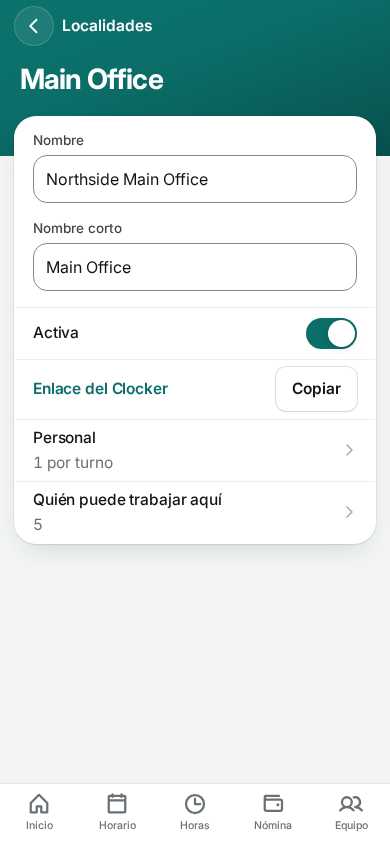 Localidades
Main Office
Nombre
Northside Main Office
Nombre corto
Main Office
Activa
Enlace del Clocker
Copiar
Personal
1 por turno
Quién puede trabajar aquí
5
Inicio
Horario
Horas
Nómina
Equipo